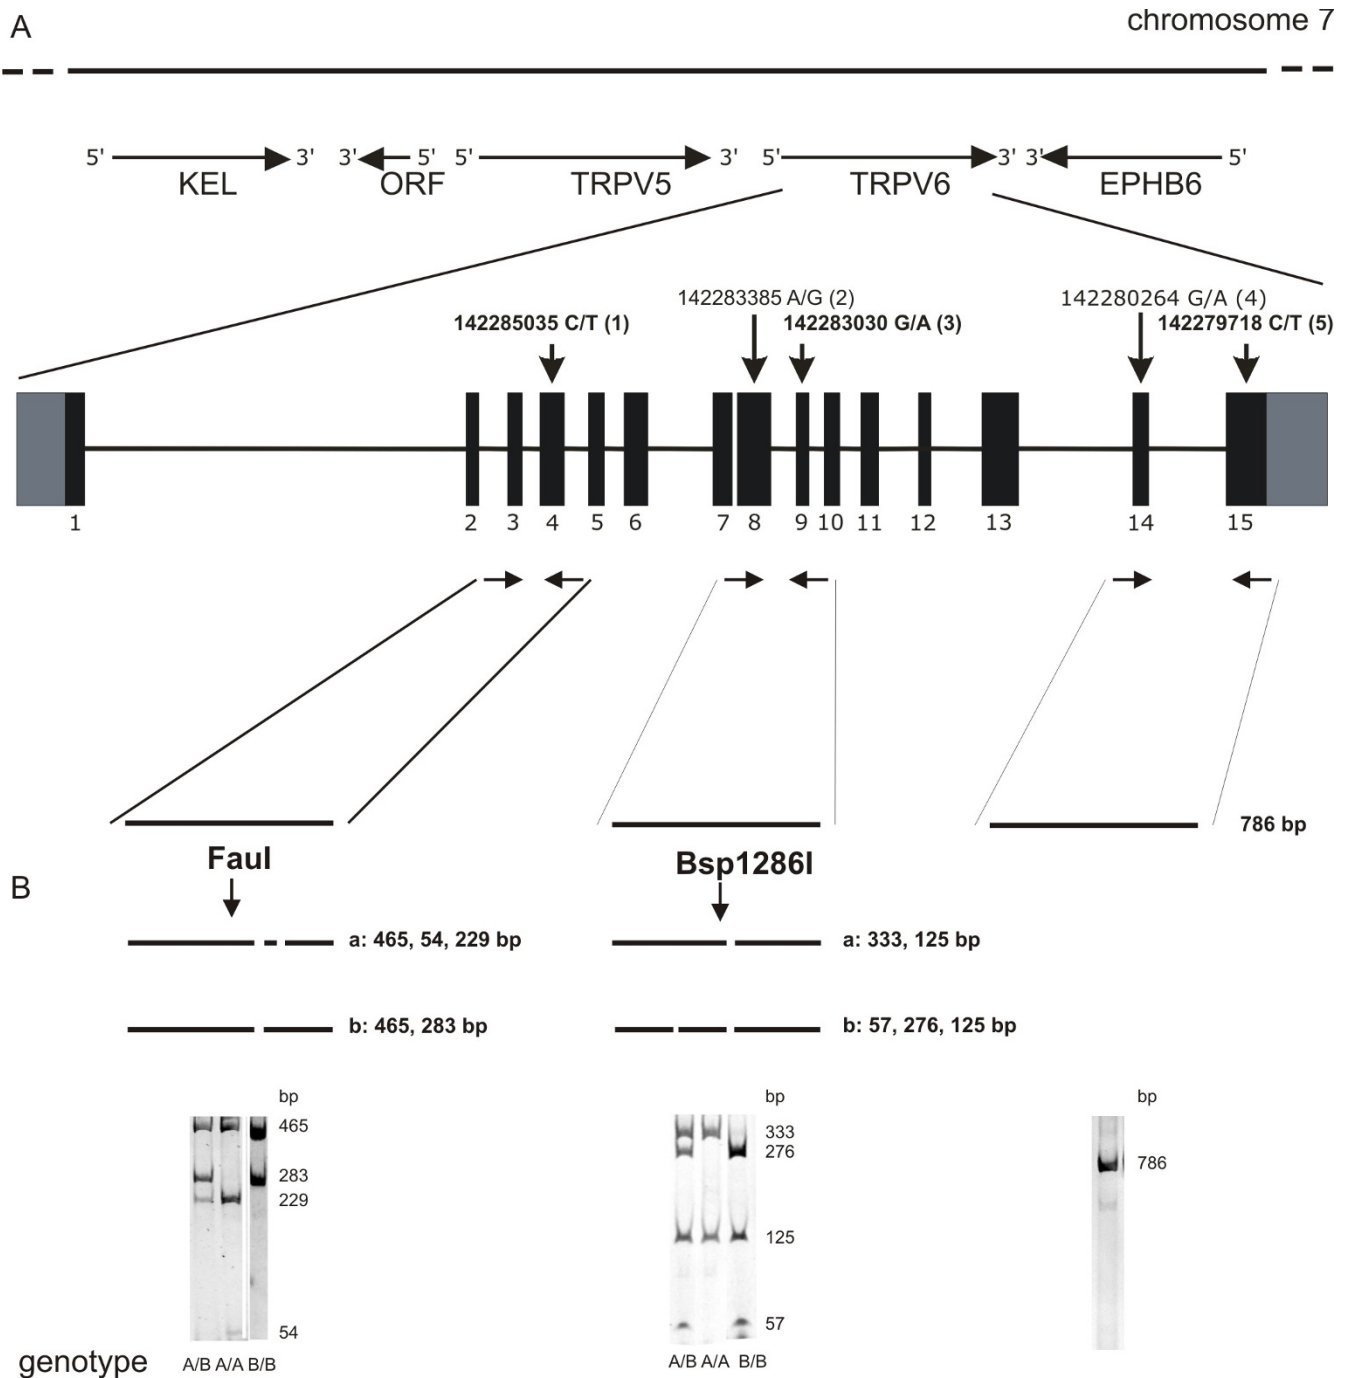 A
chromosome 7
5' 3' 3' 5' 5' 3' 5' 3' 3' 5'
KEL ORF TRPV5 TRPV6 EPHB6
142283385 A/G (2) 142280264 G/A (4)
142285035 C/T (1) 142283030 G/A (3) 142279718 C/T (5)
1 2 3 4 5 6 7 8 9 10 11 12 13 14 15
786 bp
FauI Bsp1286I
B
a: 465, 54, 229 bp a: 333, 125 bp
b: 465, 283 bp b: 57, 276, 125 bp
bp bp bp
465 333
276
283 786
229
125
54 57
genotype A/B A/A B/B A/B A/A B/B